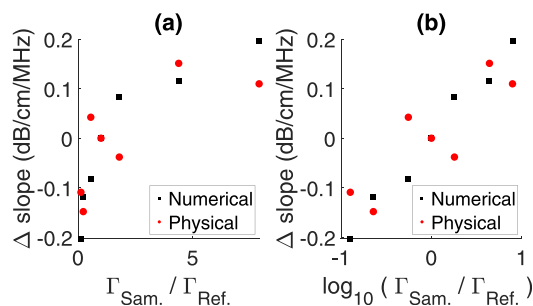 (a)
Δ slope (dB/cm/MHz)
0.2
0.1
0
-0.1
-0.2
0
5
Γ_Sam. / Γ_Ref.
Numerical
Physical
(b)
Δ slope (dB/cm/MHz)
0.2
0.1
0
-0.1
-0.2
-1
0
1
log_10 ( Γ_Sam. / Γ_Ref. )
Numerical
Physical